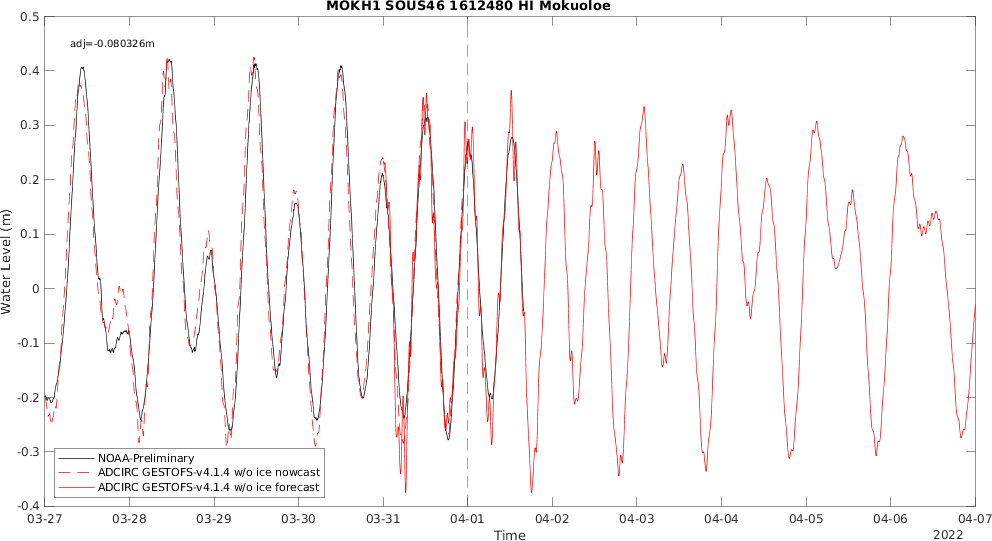 MOKH1 SOUS46 1612480 HI Mokuoloe
adj=-0.080326m
Water Level (m)
0.5
0.4
0.3
0.2
0.1
0
-0.1
-0.2
-0.3
-0.4
NOAA-Preliminary
ADCIRC GESTOFS-v4.1.4 w/o ice nowcast
ADCIRC GESTOFS-v4.1.4 w/o ice forecast
03-27 03-28 03-29 03-30 03-31 04-01 04-02 04-03 04-04 04-05 04-06 04-07
Time
2022